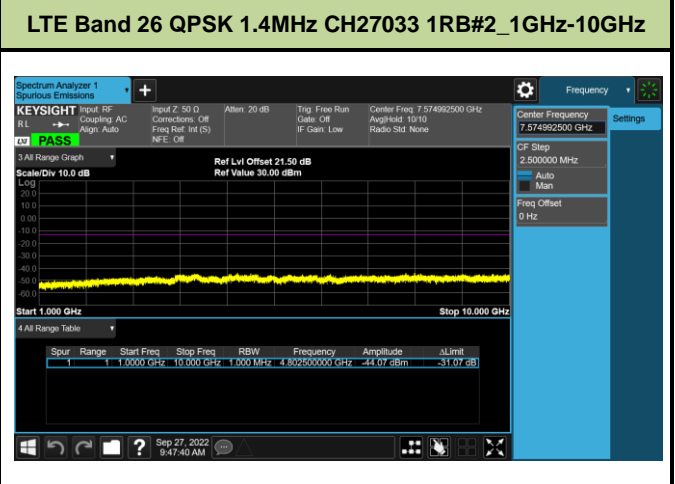 LTE Band 26 QPSK 1.4MHz CH27033 1RB#2_1GHz-10GHz
Spectrum Analyzer 1
Spurious Emissions
+
Frequency
KEYSIGHT
RL
PASS
Input: RF
Coupling: AC
Align: Auto
Input Z: 50 Ω
Corrections: Off
Freq Ref: Int (S)
NFE: Off
Atten: 20 dB
Trig: Free Run
Gate: Off
IF Gain: Low
Center Freq: 7.574992500 GHz
Avg|Hold: 10/10
Radio Std: None
Center Frequency
7.574992500 GHz
Settings
CF Step
2.500000 MHz
Auto
Man
Freq Offset
0 Hz
3 All Range Graph
Scale/Div 10.0 dB
Ref Lvl Offset 21.50 dB
Ref Value 30.00 dBm
Log
20.0
10.0
0.00
-10.0
-20.0
-30.0
-40.0
-50.0
-60.0
Start 1.000 GHz
Stop 10.000 GHz
4 All Range Table
Spur Range Start Freq Stop Freq RBW Frequency Amplitude ΔLimit
1 1 1.0000 GHz 10.000 GHz 1.000 MHz 4.802500000 GHz -44.07 dBm -31.07 dB
?
Sep 27, 2022
9:47:40 AM